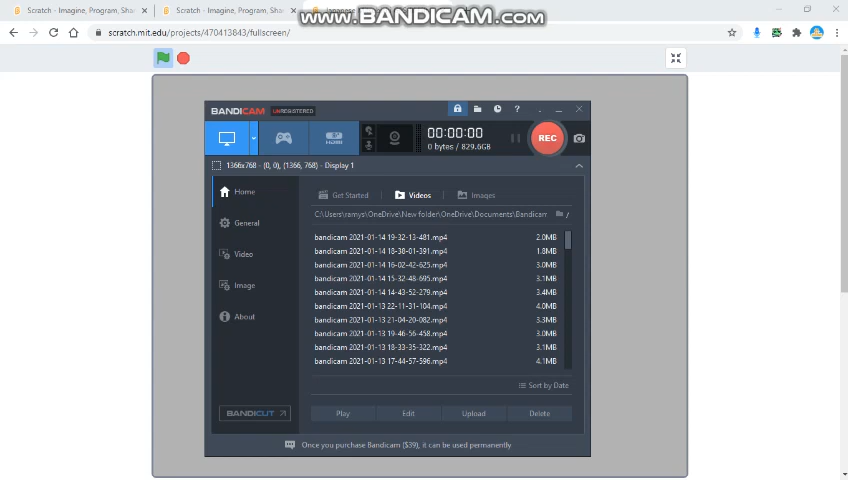 Scratch - Imagine, Program, Shar
Scratch - Imagine, Program, Shar
Japanese
WWW.BANDICAM.COM
scratch.mit.edu/projects/470413843/fullscreen/
BANDICAM UNREGISTERED
HDMI
00:00:00
0 bytes / 829.6GB
REC
1366x768 - (0, 0), (1366, 768) - Display 1
Home
General
Video
Image
About
BANDICUT
Get Started
Videos
Images
C:\Users\ramys\OneDrive\New folder\OneDrive\Documents\Bandicam
bandicam 2021-01-14 19-32-13-481.mp4 2.0MB
bandicam 2021-01-14 18-38-01-391.mp4 1.8MB
bandicam 2021-01-14 16-02-42-625.mp4 3.0MB
bandicam 2021-01-14 15-32-48-695.mp4 3.1MB
bandicam 2021-01-14 14-43-52-279.mp4 3.4MB
bandicam 2021-01-13 22-11-31-104.mp4 4.0MB
bandicam 2021-01-13 21-04-20-082.mp4 3.3MB
bandicam 2021-01-13 19-46-56-458.mp4 3.0MB
bandicam 2021-01-13 18-33-35-322.mp4 3.1MB
bandicam 2021-01-13 17-44-57-596.mp4 4.1MB
Sort by Date
Play Edit Upload Delete
Once you purchase Bandicam ($39), it can be used permanently